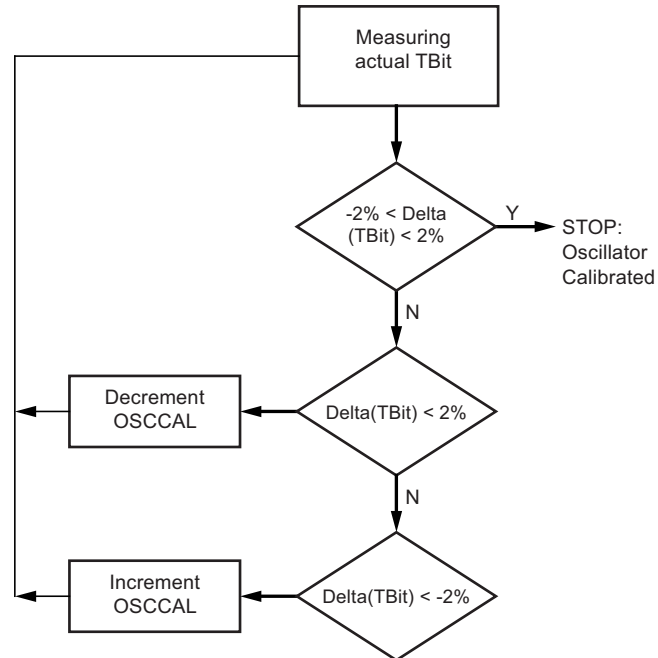 Measuring
actual TBit
-2% < Delta
(TBit) < 2%
Y
STOP:
Oscillator
Calibrated
N
Decrement
OSCCAL
Delta(TBit) < 2%
N
Increment
OSCCAL
Delta(TBit) < -2%